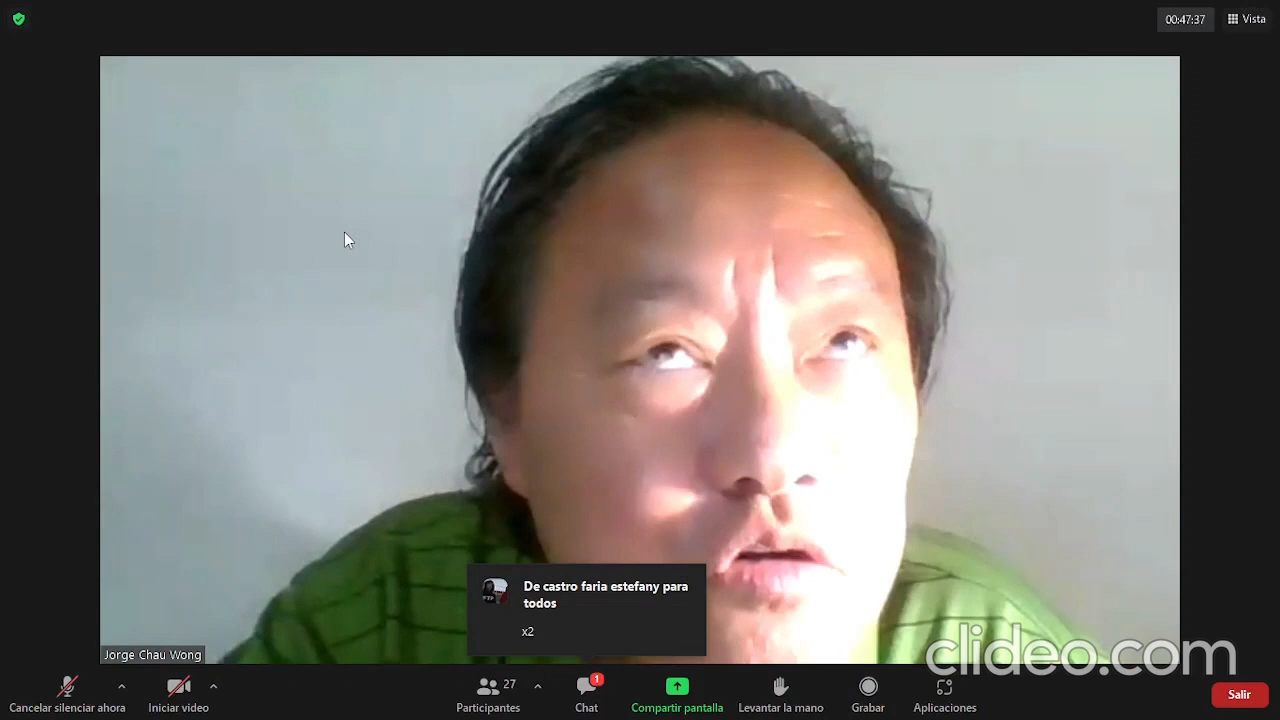 00:47:37
Vista
De castro faria estefany para
todos
x2
Jorge Chau Wong
clideo.com
27
1
Cancelar silenciar ahora
Iniciar video
Participantes
Chat
Compartir pantalla
Levantar la mano
Grabar
Aplicaciones
Salir